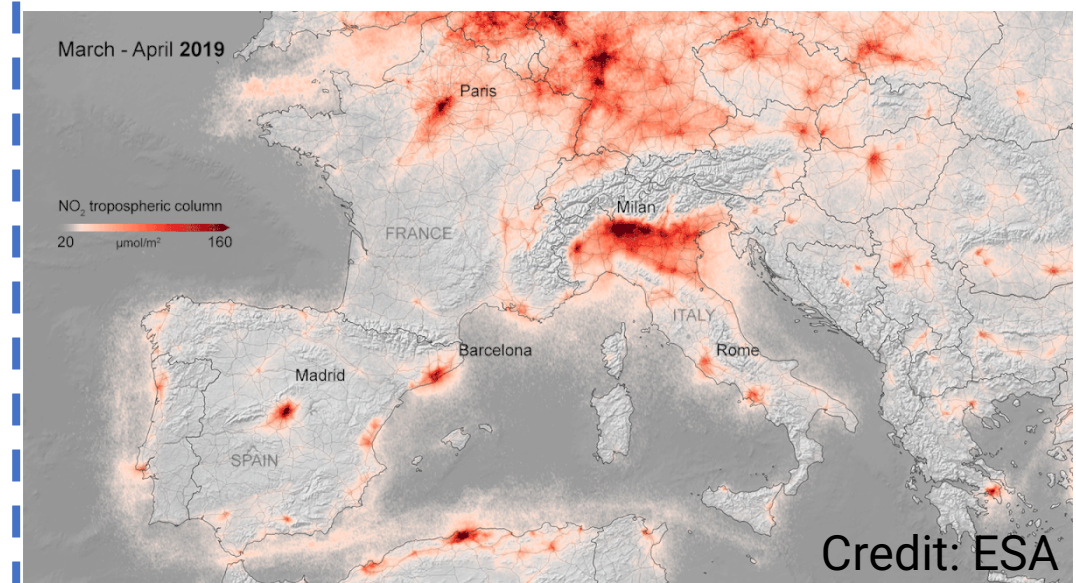 March - April 2019
Paris
NO₂ tropospheric column
20 µmol/m² 160
Milan
FRANCE
ITALY
Barcelona
Rome
Madrid
SPAIN
Credit: ESA